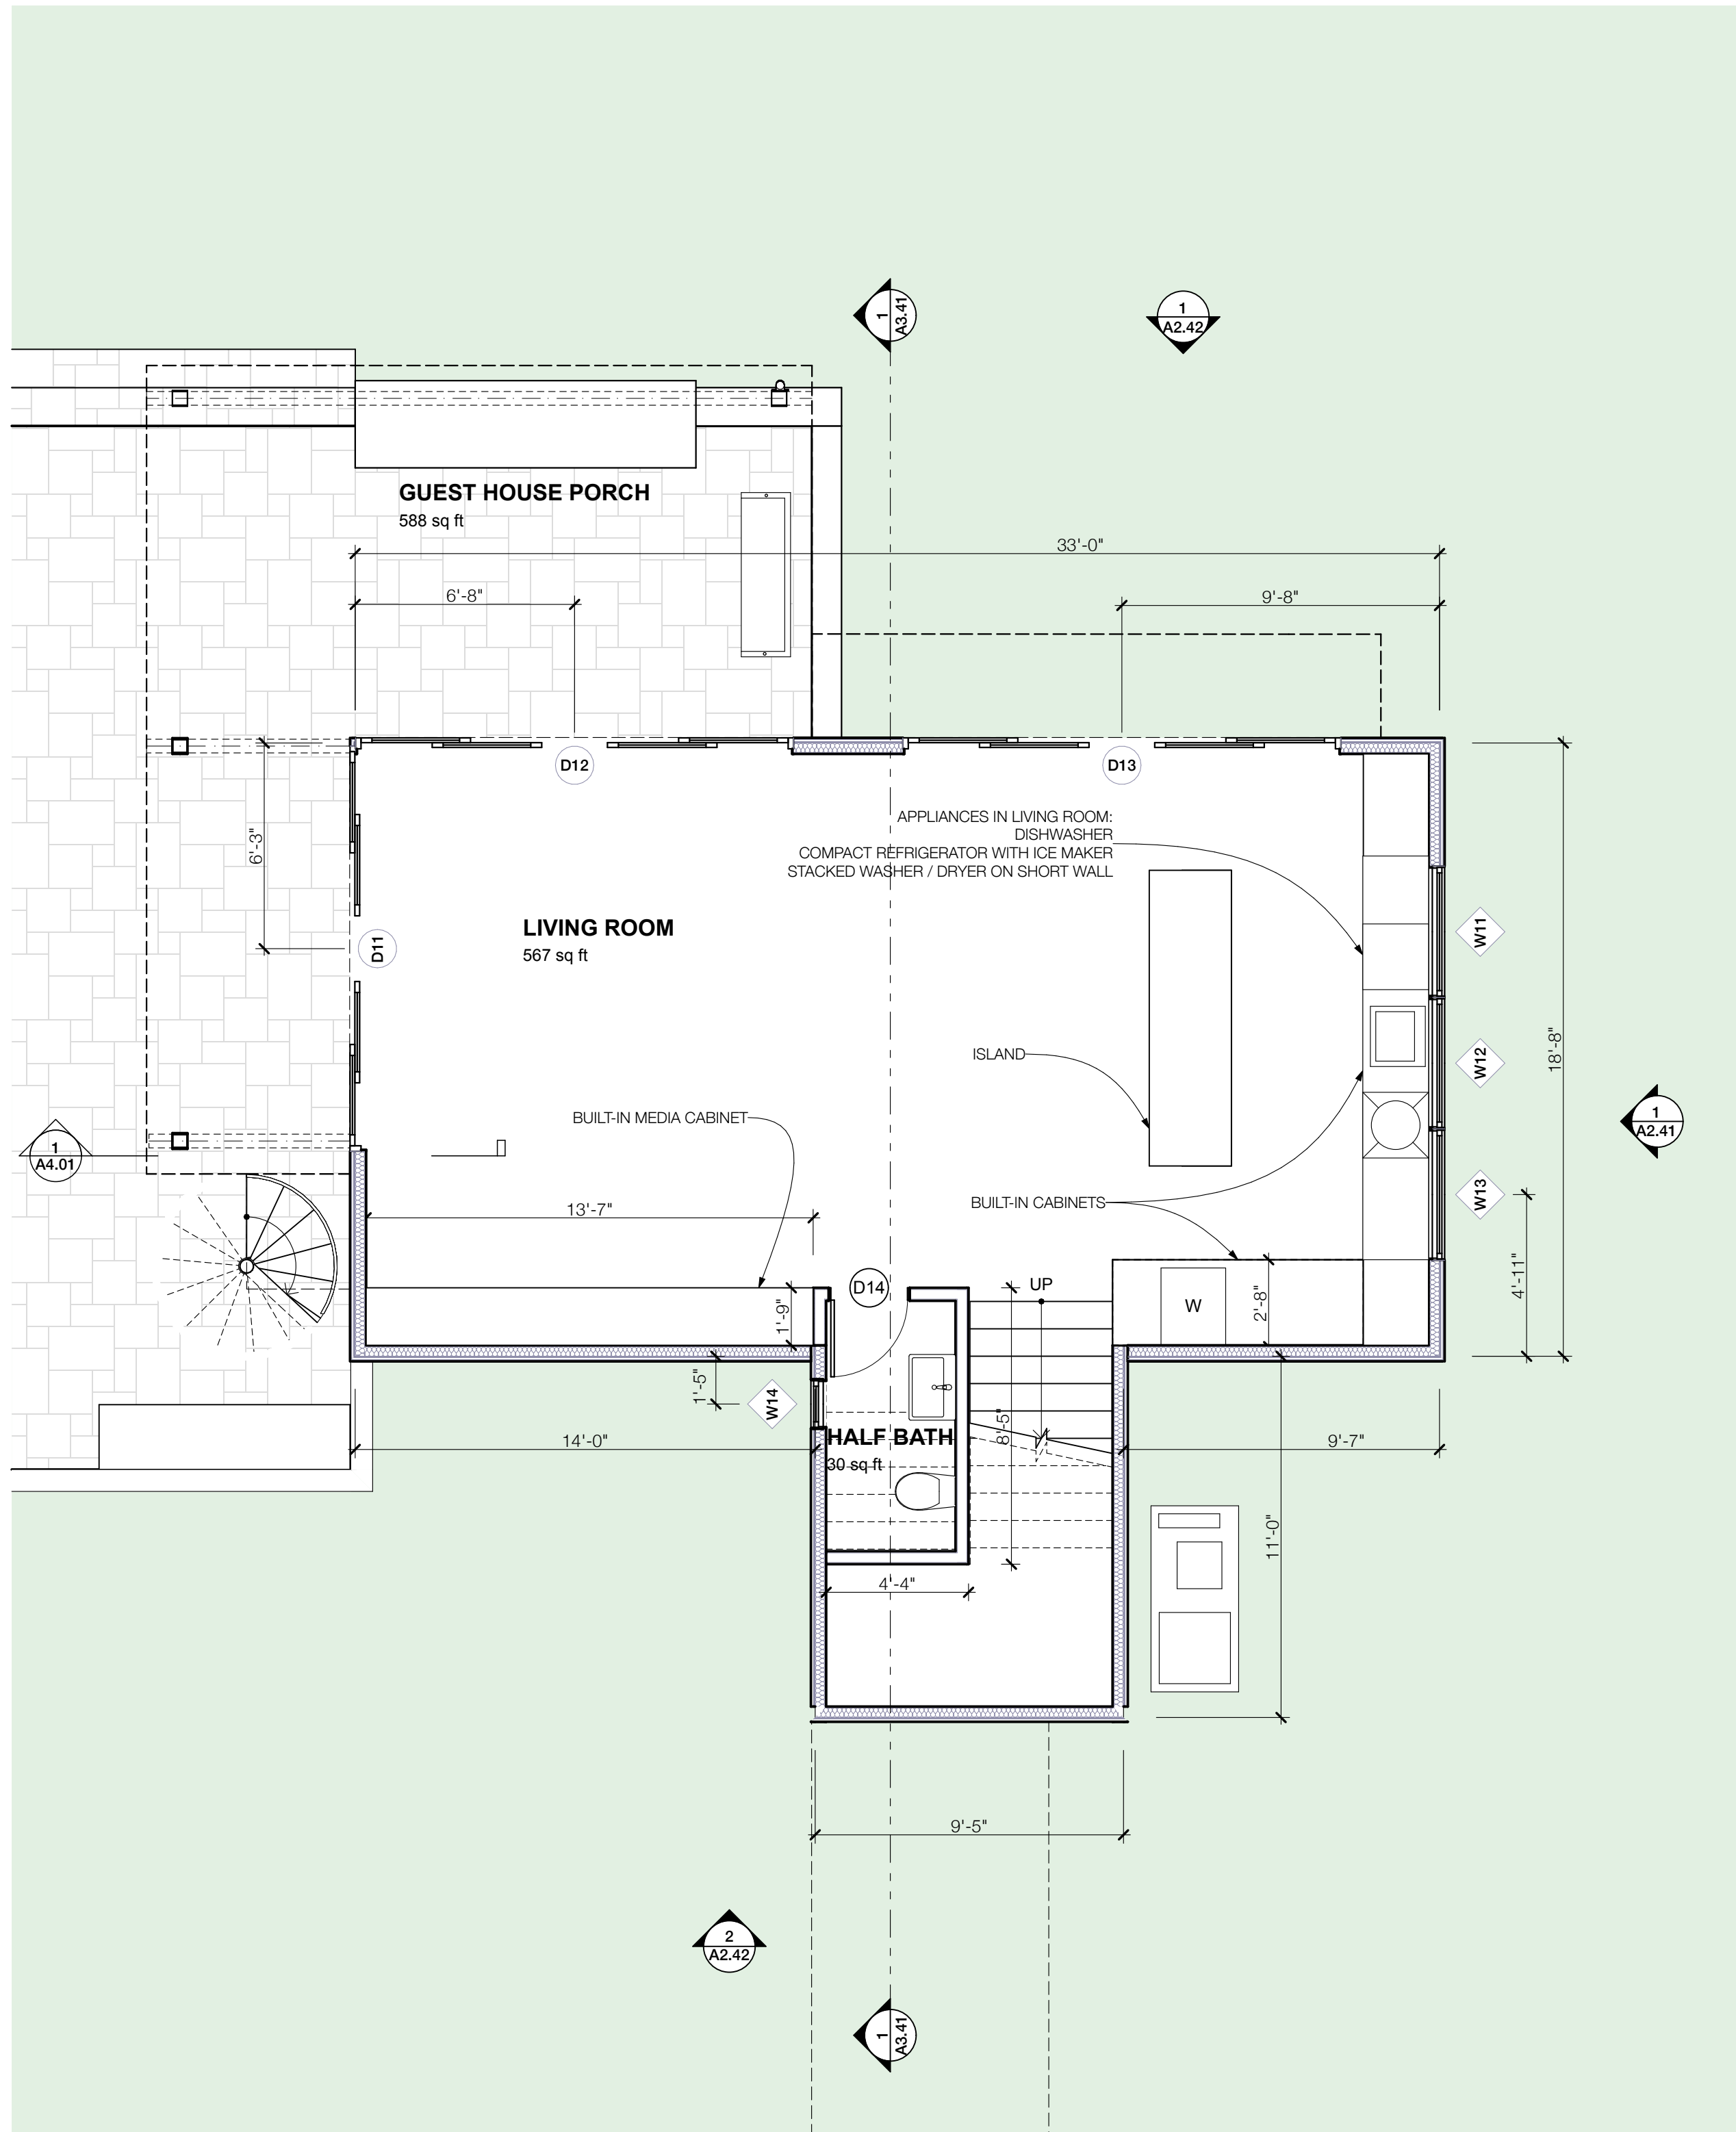 1
A3.41
1
A2.42
GUEST HOUSE PORCH
588 sq ft
33'-0"
6'-8"
9'-8"
D12
D13
APPLIANCES IN LIVING ROOM:
DISHWASHER
COMPACT REFRIGERATOR WITH ICE MAKER
STACKED WASHER / DRYER ON SHORT WALL
6'-3"
LIVING ROOM
567 sq ft
D11
W11
ISLAND
W12
18'-8"
BUILT-IN MEDIA CABINET
1
A2.41
1
A4.01
BUILT-IN CABINETS
W13
13'-7"
4'-11"
D14
UP
1'-9"
W
2'-8"
1'-5"
W14
HALF BATH
30 sq ft
8'-5"
14'-0"
9'-7"
11'-0"
4'-4"
9'-5"
2
A2.42
1
A3.41